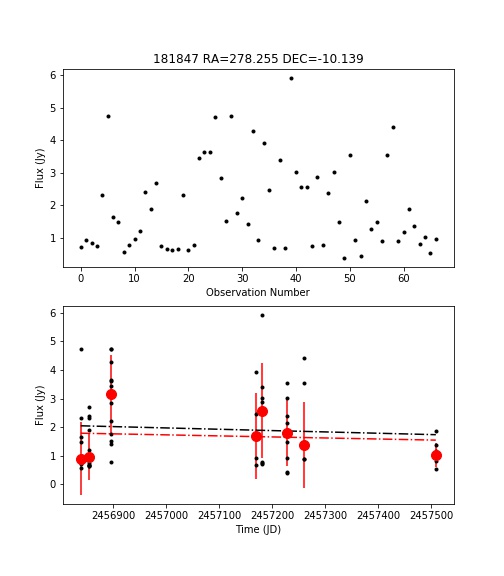 181847 RA=278.255 DEC=-10.139
6
5
4
3
2
1
Flux (Jy)
0 10 20 30 40 50 60
Observation Number
6
5
4
3
2
1
0
Flux (Jy)
2456900 2457000 2457100 2457200 2457300 2457400 2457500
Time (JD)